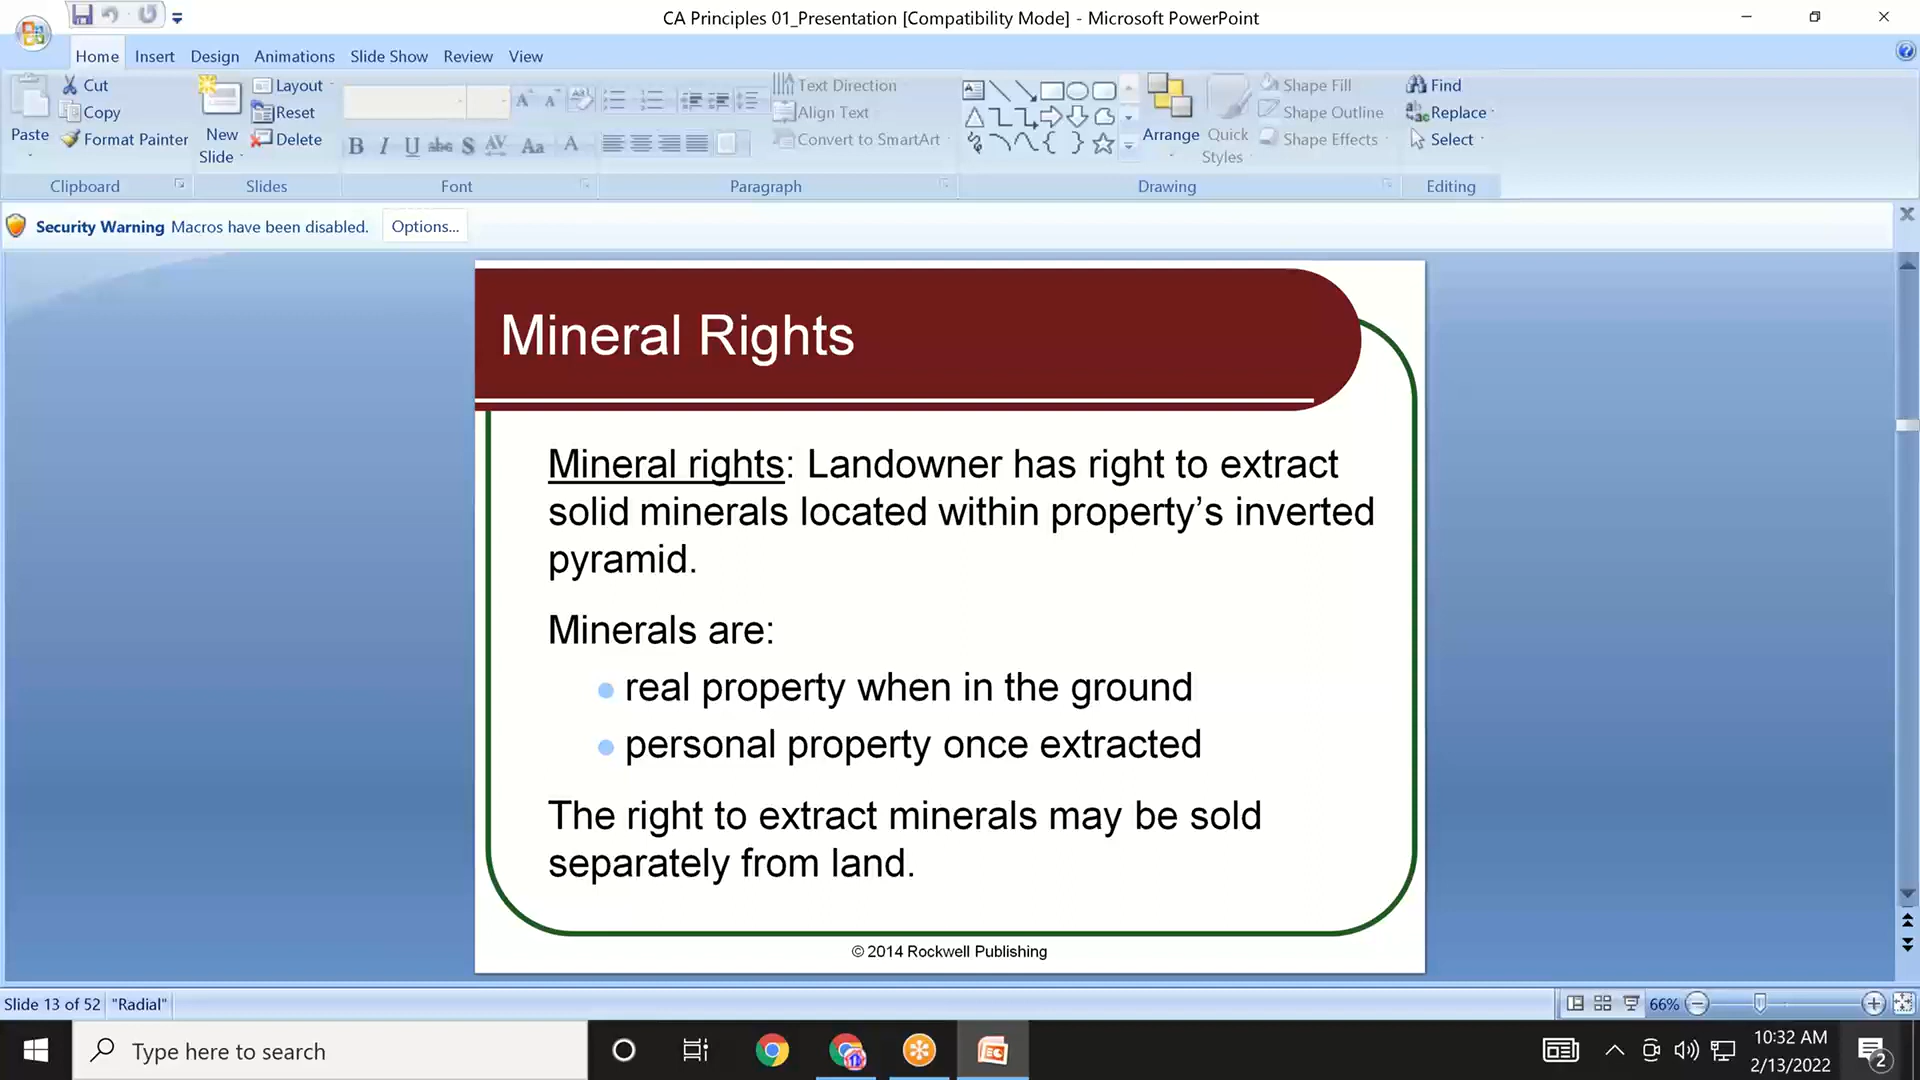 CA Principles 01_Presentation [Compatibility Mode] - Microsoft PowerPoint
Home Insert Design Animations Slide Show Review View
Paste
Cut
Copy
Format Painter
Clipboard
New
Slide
Layout
Reset
Delete
Slides
B I U abc S AV Aa A
Font
Text Direction
Align Text
Convert to SmartArt
Paragraph
Arrange
Quick
Styles
Shape Fill
Shape Outline
Shape Effects
Drawing
Find
Replace
Select
Editing
Security Warning Macros have been disabled. Options...
Mineral Rights
Mineral rights: Landowner has right to extract
solid minerals located within property’s inverted
pyramid.
Minerals are:
real property when in the ground
personal property once extracted
The right to extract minerals may be sold
separately from land.
© 2014 Rockwell Publishing
Slide 13 of 52 "Radial" 66%
Type here to search
10:32 AM
2/13/2022
2